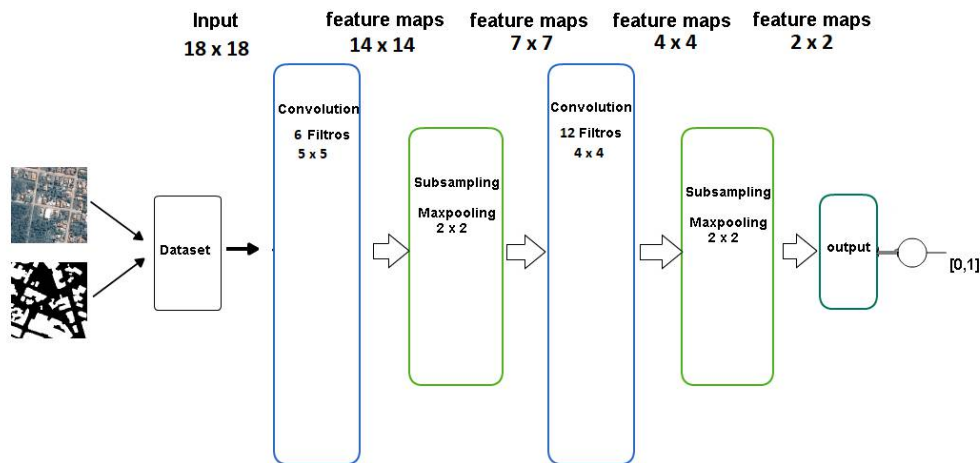 Input
18 x 18
feature maps
14 x 14
feature maps
7 x 7
feature maps
4 x 4
feature maps
2 x 2
Dataset
Convolution
6 Filtros
5 x 5
Subsampling
Maxpooling
2 x 2
Convolution
12 Filtros
4 x 4
Subsampling
Maxpooling
2 x 2
output
[0,1]